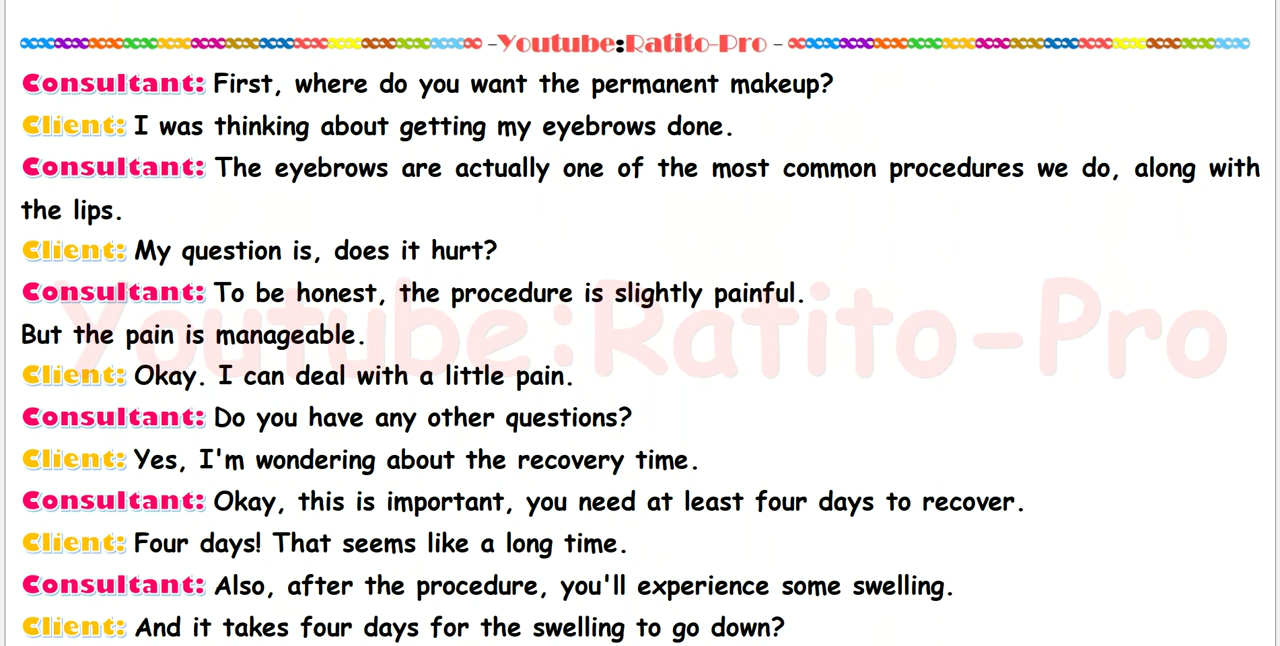 -Youtube:Ratito-Pro -
Consultant: First, where do you want the permanent makeup?
Client: I was thinking about getting my eyebrows done.
Consultant: The eyebrows are actually one of the most common procedures we do, along with
the lips.
Client: My question is, does it hurt?
Consultant: To be honest, the procedure is slightly painful.
But the pain is manageable.
Youtube:Ratito-Pro
Client: Okay. I can deal with a little pain.
Consultant: Do you have any other questions?
Client: Yes, I'm wondering about the recovery time.
Consultant: Okay, this is important, you need at least four days to recover.
Client: Four days! That seems like a long time.
Consultant: Also, after the procedure, you'll experience some swelling.
Client: And it takes four days for the swelling to go down?